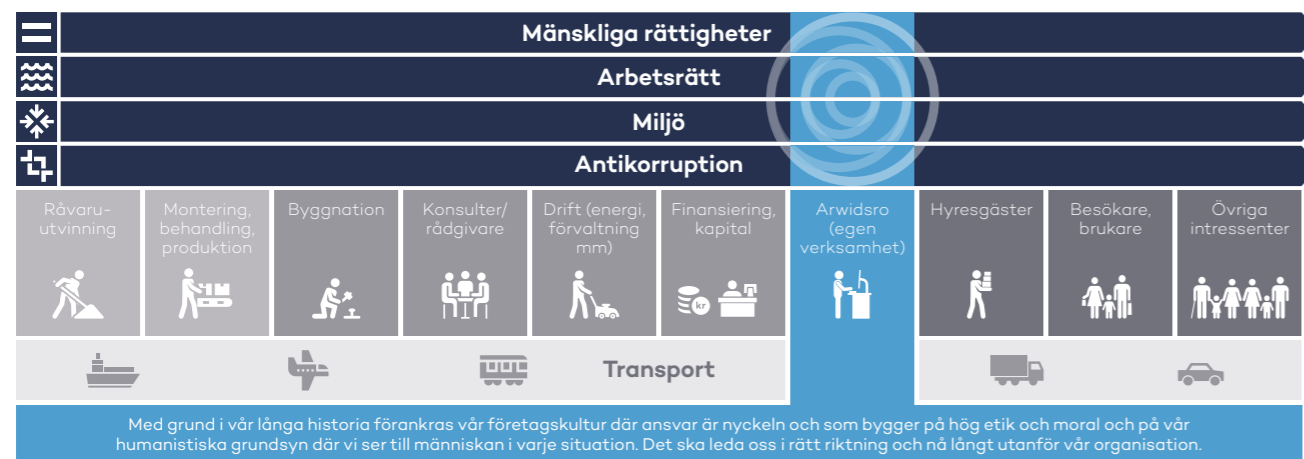 Mänskliga rättigheter
Arbetsrätt
Miljö
Antikorruption
Råvaru-
utvinning
Montering,
behandling,
produktion
Byggnation
Konsulter/
rådgivare
Drift (energi,
förvaltning
mm)
Finansiering,
kapital
Arwidsro
(egen
verksamhet)
Hyresgäster
Besökare,
brukare
Övriga
intressenter
kr
Transport
Med grund i vår långa historia förankras vår företagskultur där ansvar är nyckeln och som bygger på hög etik och moral och på vår
humanistiska grundsyn där vi ser till människan i varje situation. Det ska leda oss i rätt riktning och nå långt utanför vår organisation.